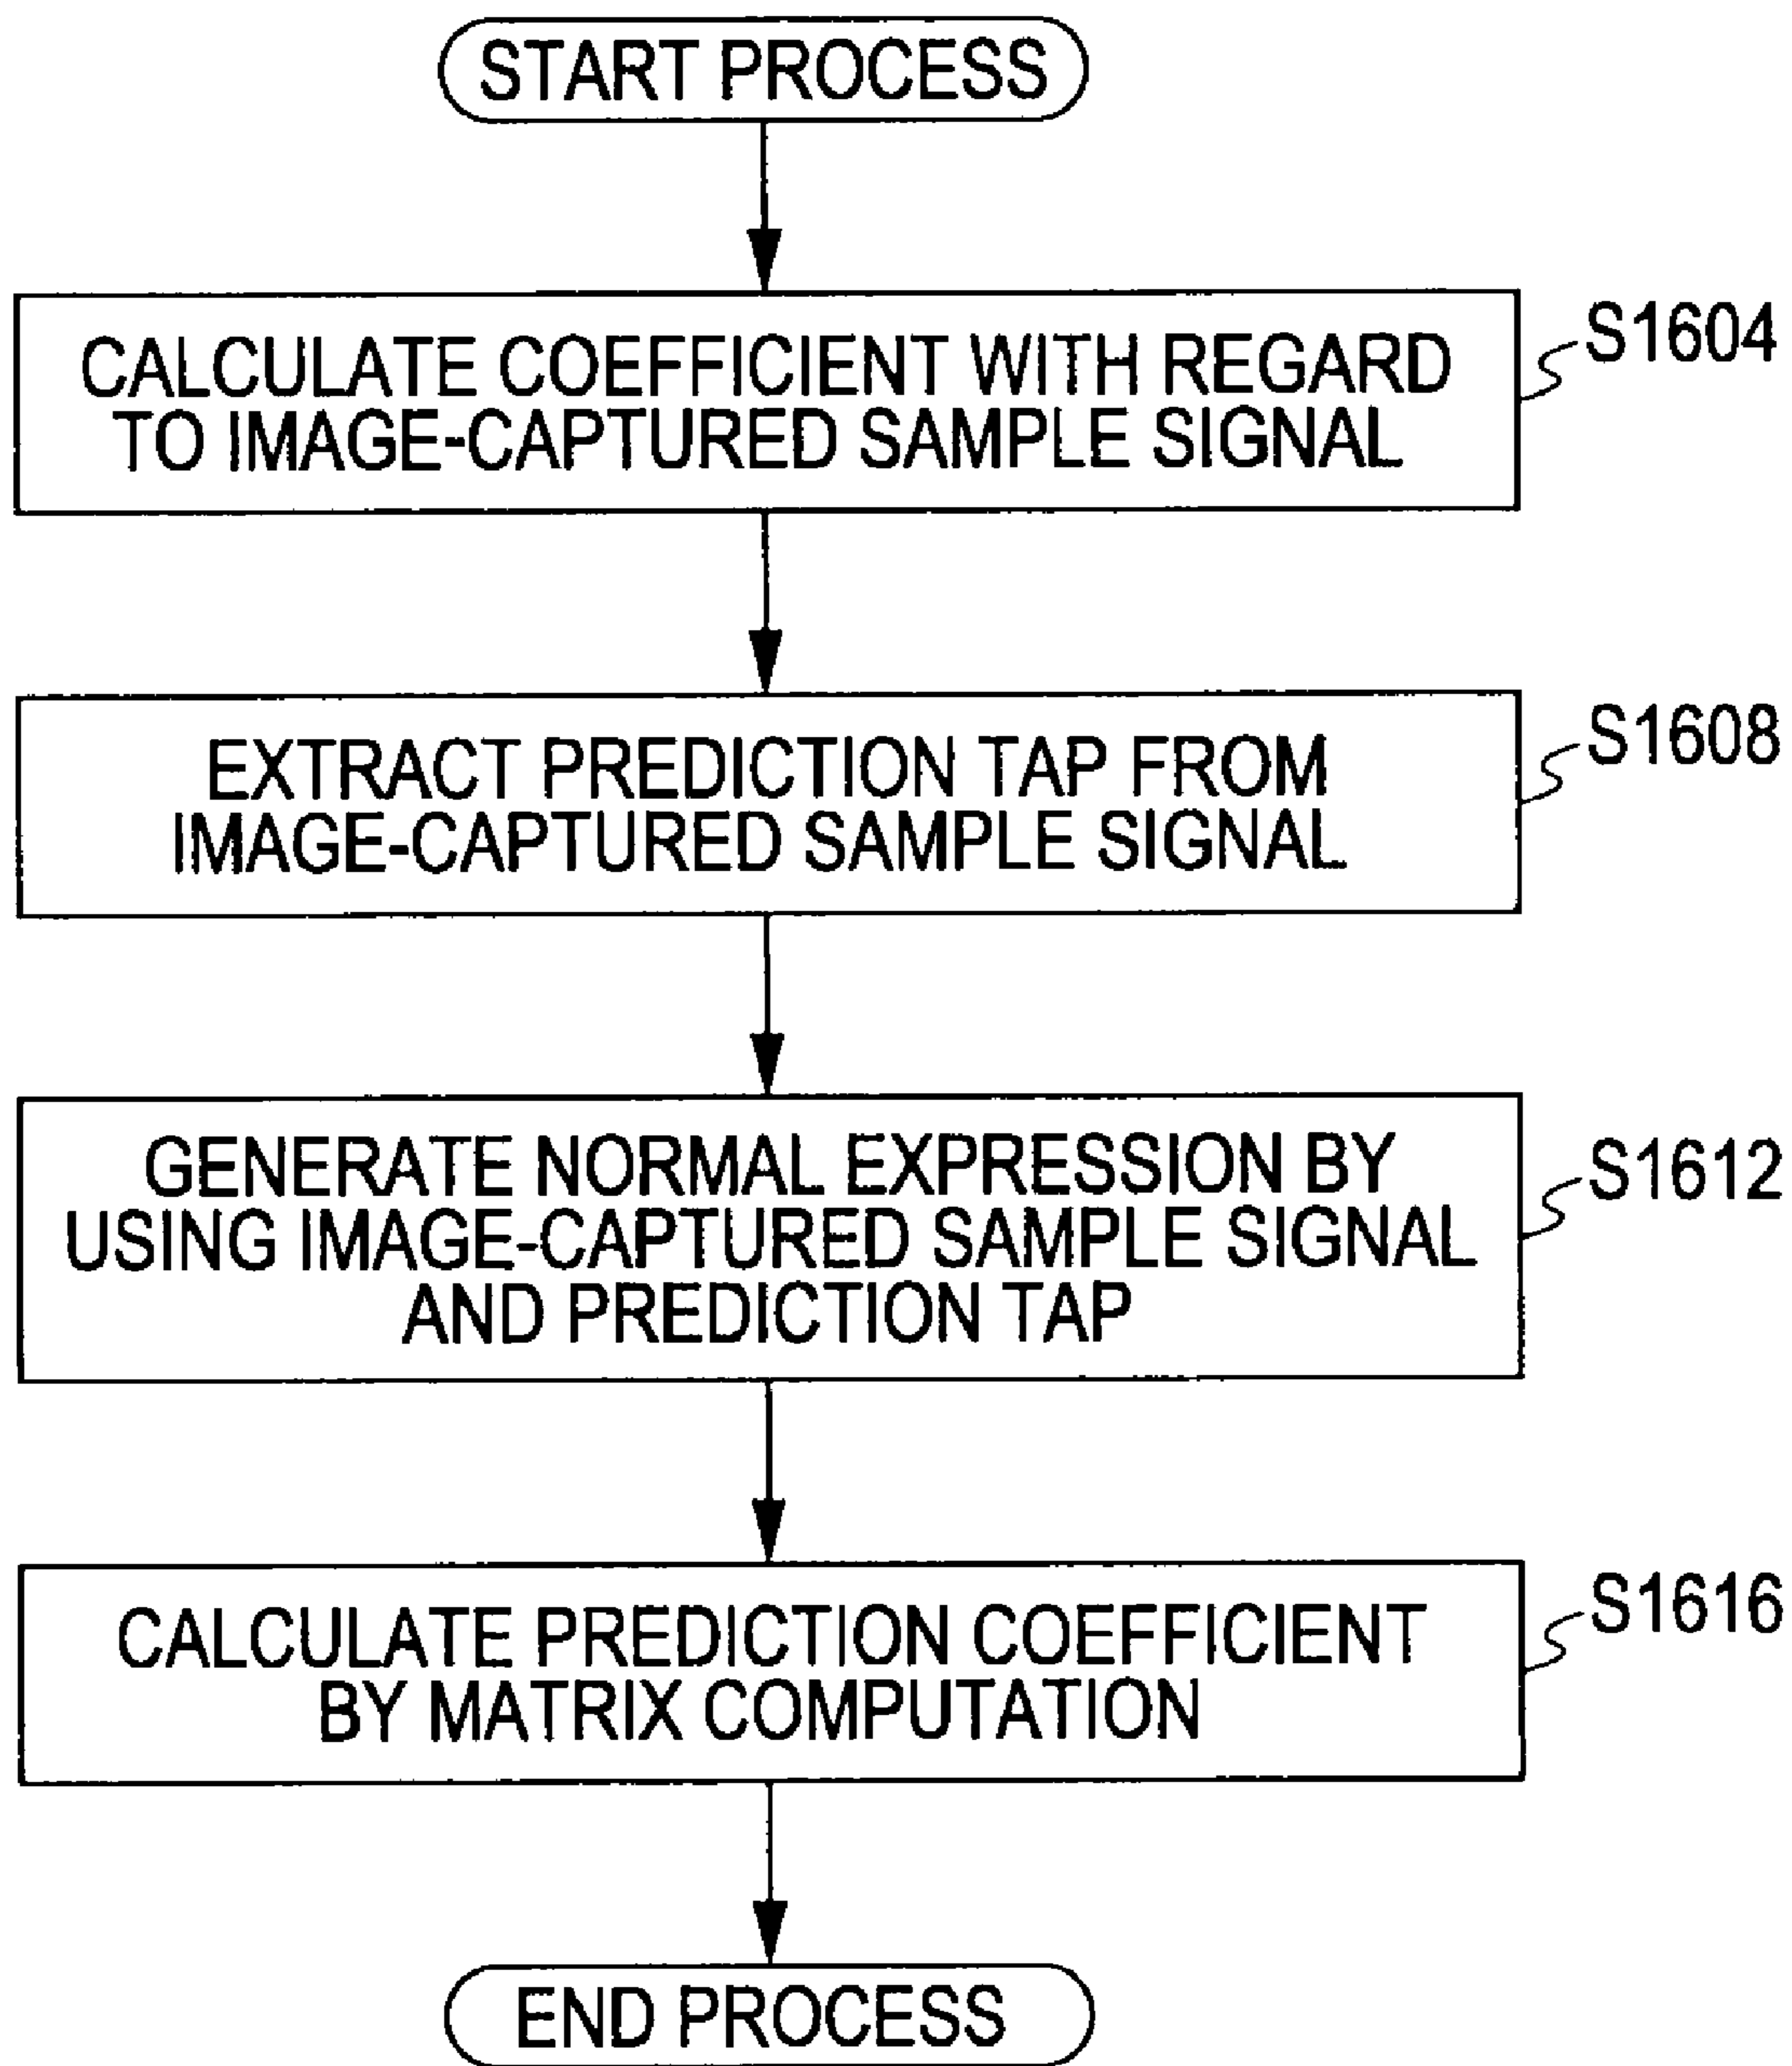 START PROCESS
CALCULATE COEFFICIENT WITH REGARD
TO IMAGE-CAPTURED SAMPLE SIGNAL
S1604
EXTRACT PREDICTION TAP FROM
IMAGE-CAPTURED SAMPLE SIGNAL
S1608
GENERATE NORMAL EXPRESSION BY
USING IMAGE-CAPTURED SAMPLE SIGNAL
AND PREDICTION TAP
S1612
CALCULATE PREDICTION COEFFICIENT
BY MATRIX COMPUTATION
S1616
END PROCESS